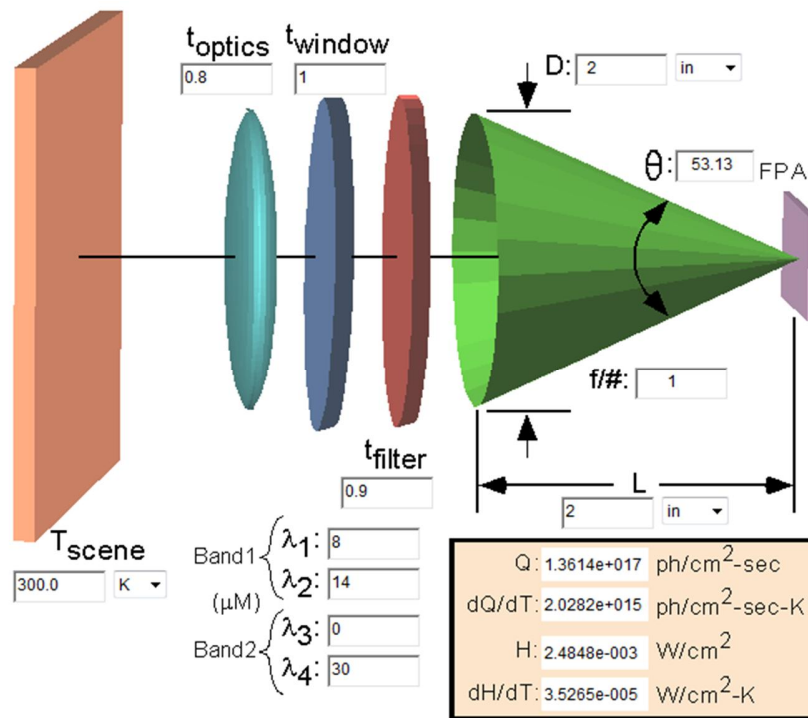 t_optics
0.8
t_window
1
D: 2 in
θ: 53.13
FPA
f/#: 1
t_filter
0.9
L
2 in
T_scene
300.0 K
Band1
λ1: 8
λ2: 14
(μM)
Band2
λ3: 0
λ4: 30
Q: 1.3614e+017 ph/cm²-sec
dQ/dT: 2.0282e+015 ph/cm²-sec-K
H: 2.4848e-003 W/cm²
dH/dT: 3.5265e-005 W/cm²-K